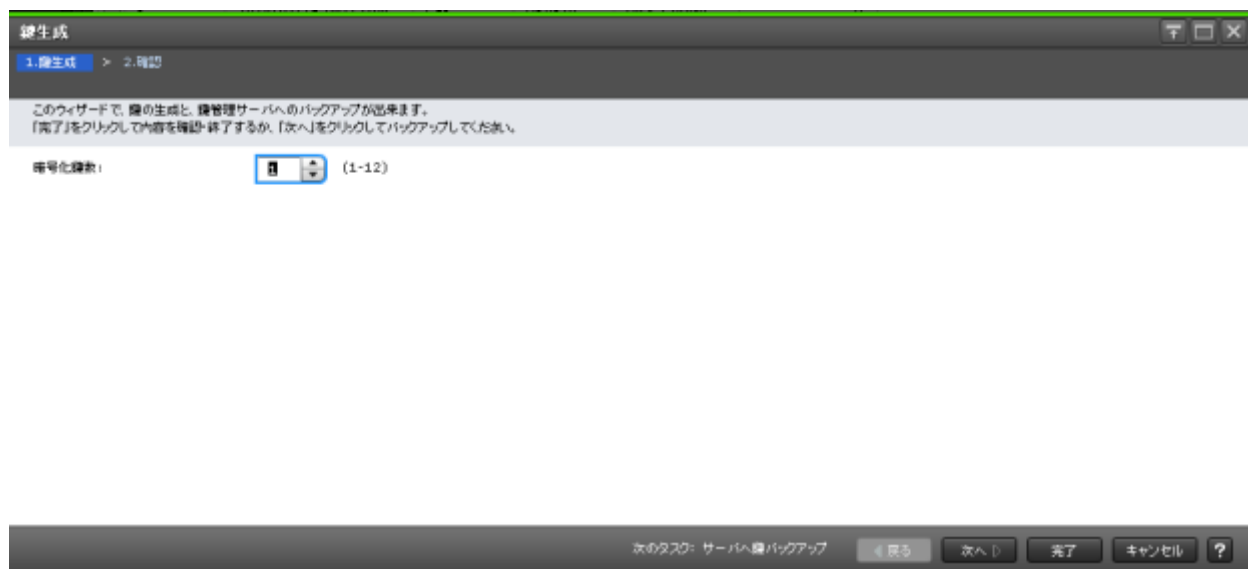 鍵生成
1.鍵生成 > 2.確認
このウィザードで、鍵の生成と、鍵管理サーバへのバックアップが出来ます。
「完了」をクリックして内容を確認・終了するか、「次へ」をクリックしてバックアップしてください。
暗号化鍵数: 1 (1-12)
次のタスク: サーバへ鍵バックアップ 戻る 次へ 完了 キャンセル ?